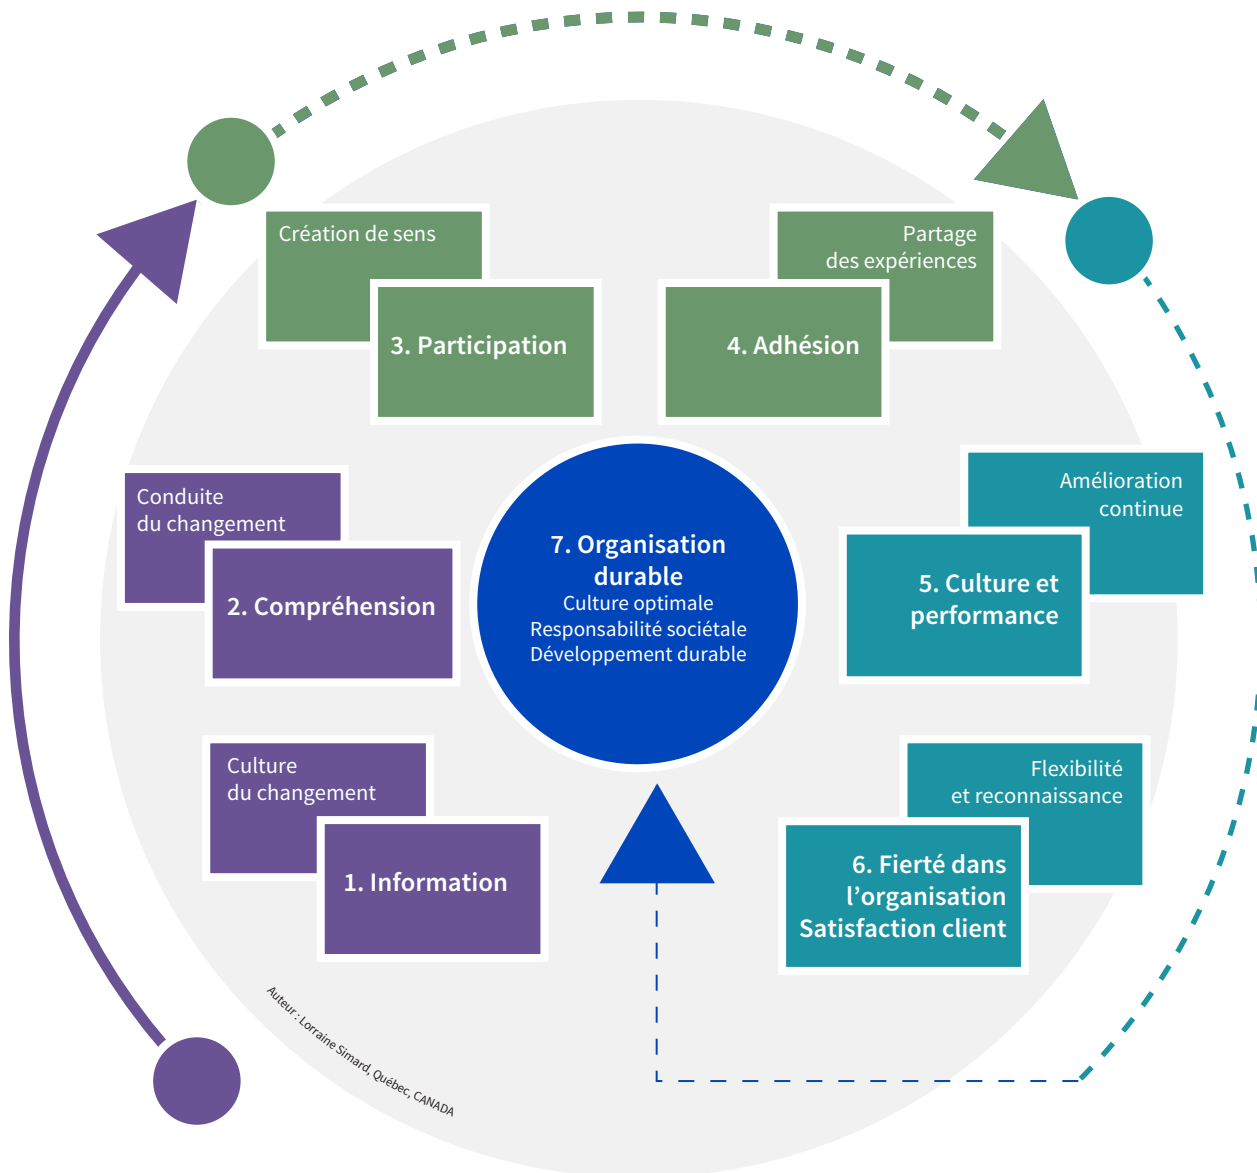 Création de sens
3. Participation
Partage
des expériences
4. Adhésion
Conduite
du changement
2. Compréhension
7. Organisation
durable
Culture optimale
Responsabilité sociétale
Développement durable
Amélioration
continue
5. Culture et
performance
Culture
du changement
1. Information
Flexibilité
et reconnaissance
6. Fierté dans
l’organisation
Satisfaction client
Auteur : Lorraine Simard, Québec, CANADA